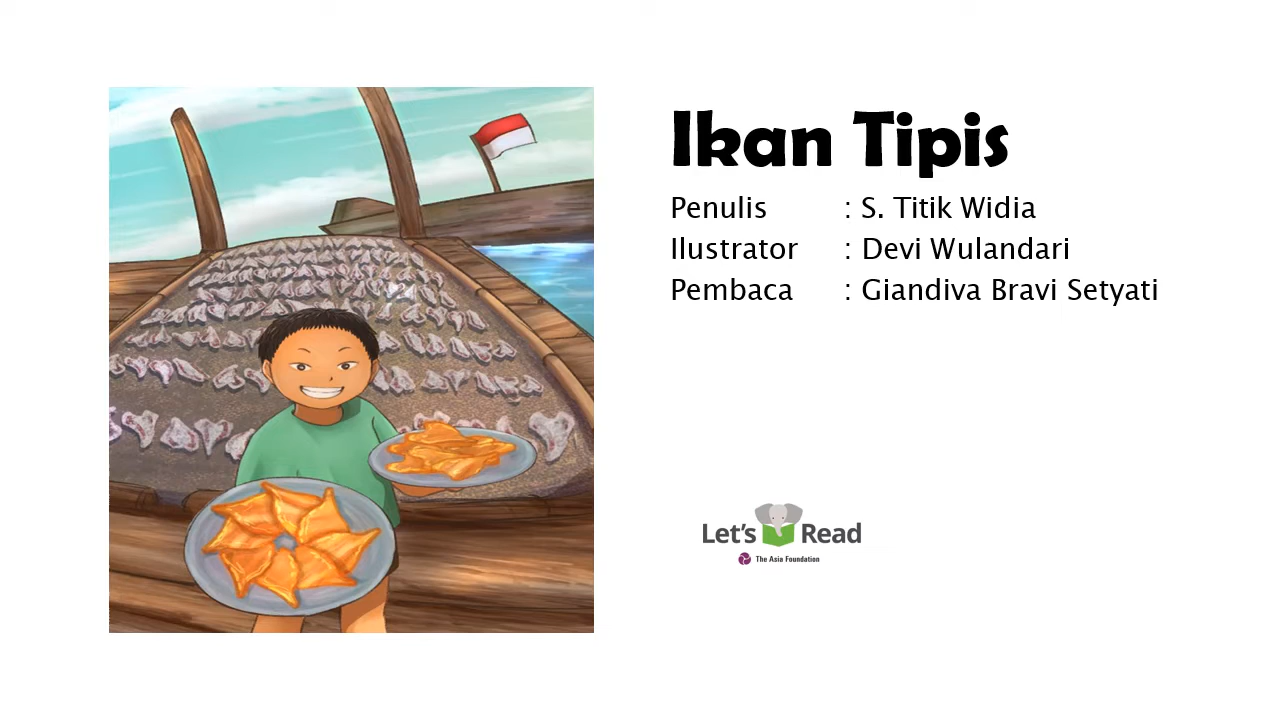 Ikan Tipis
Penulis : S. Titik Widia
Ilustrator : Devi Wulandari
Pembaca : Giandiva Bravi Setyati
Let's Read
The Asia Foundation